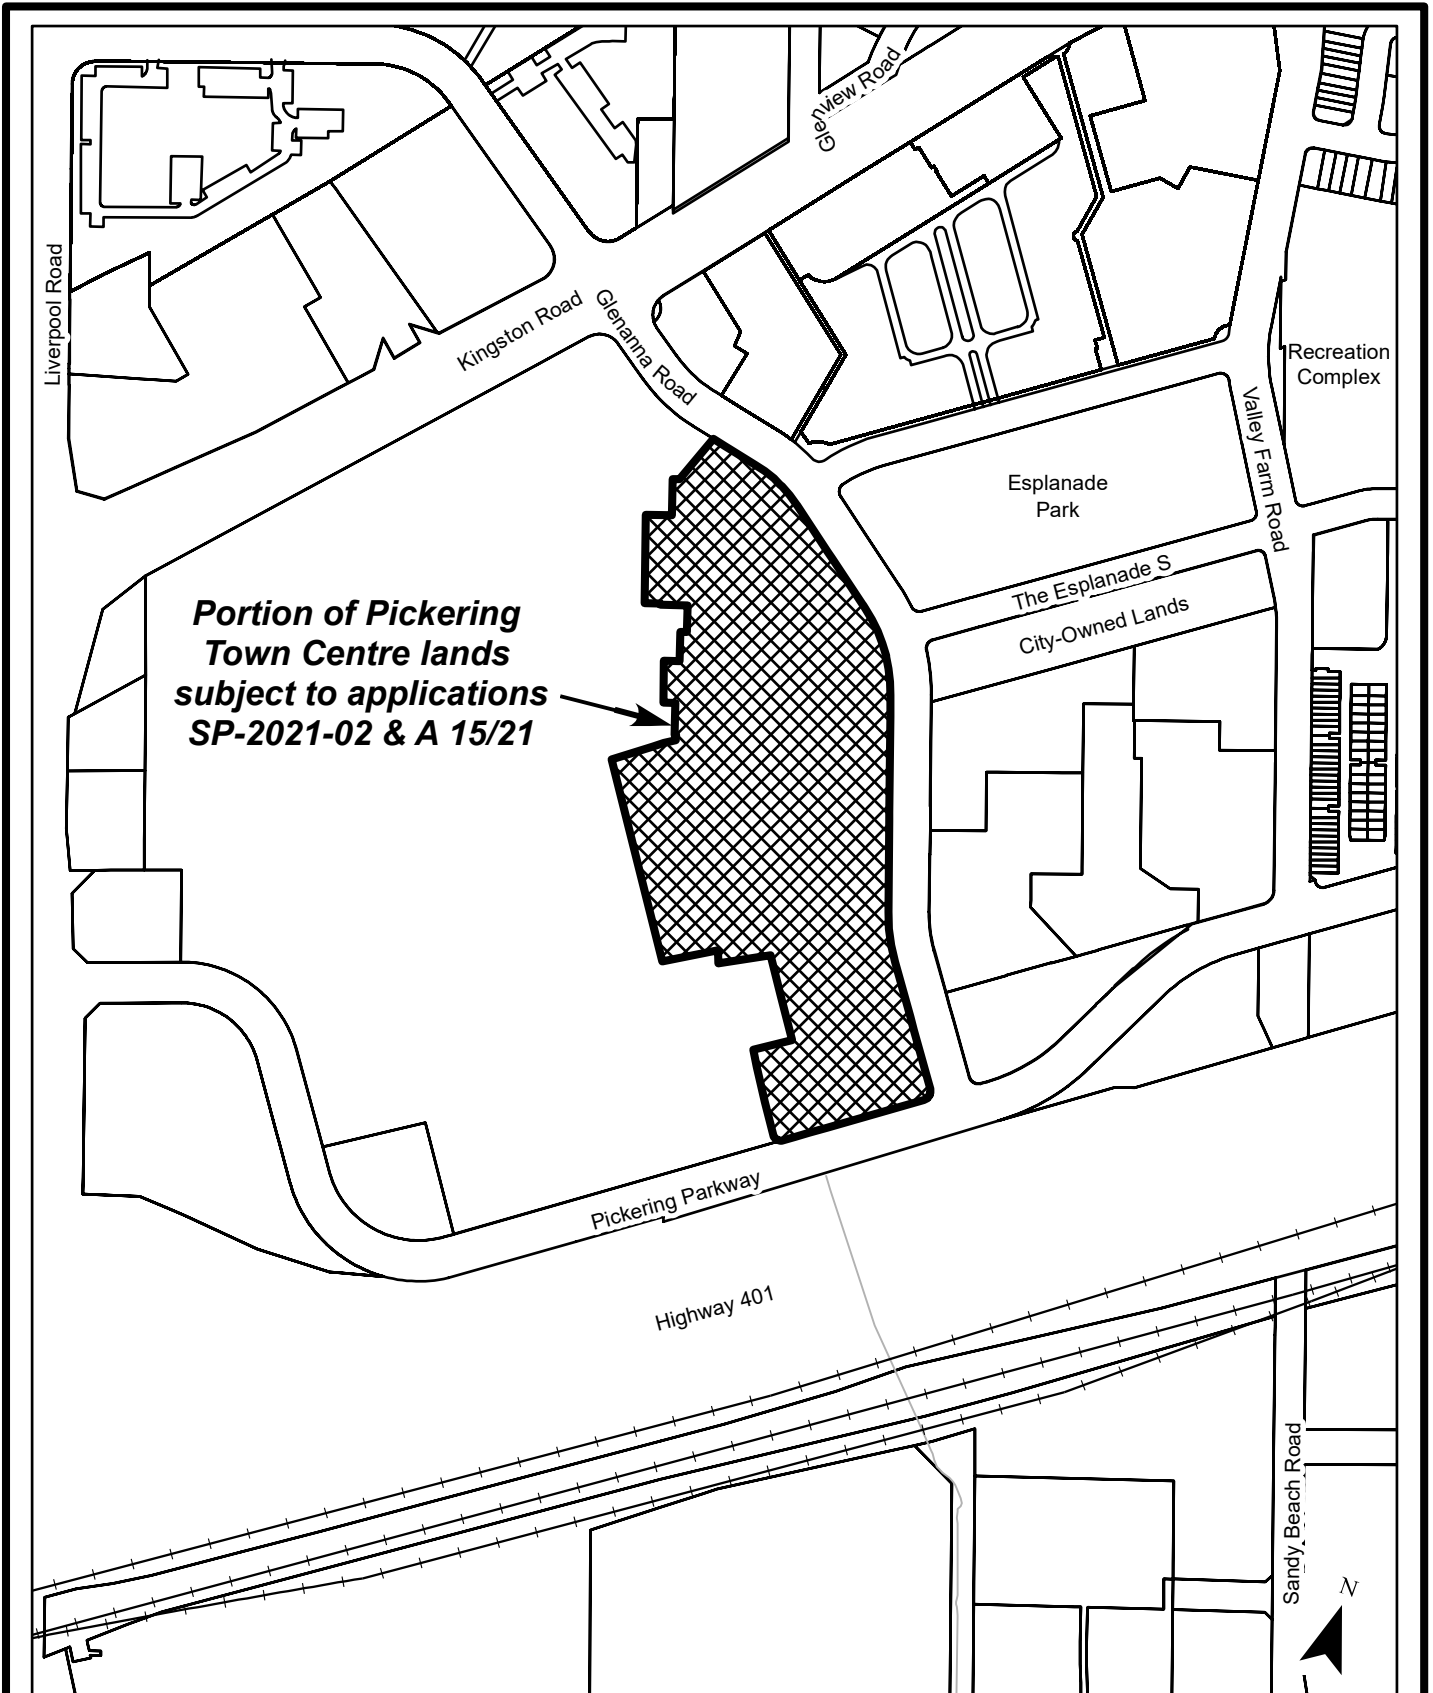 Glenview Road
Liverpool Road
Kingston Road
Glenanna Road
Recreation
Complex
Valley Farm Road
Esplanade
Park
The Esplanade S
City-Owned Lands
Portion of Pickering
Town Centre lands
subject to applications
SP-2021-02 & A 15/21
Pickering Parkway
Highway 401
Sandy Beach Road
N